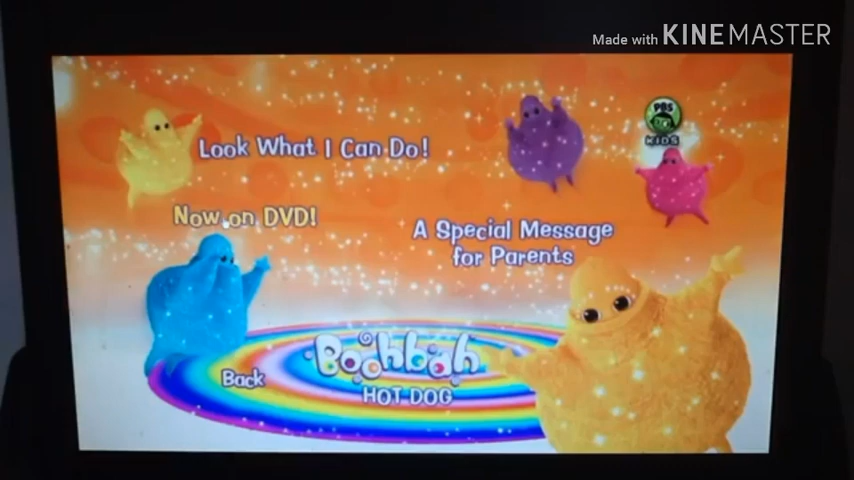 Made with KINEMASTER
PBS
KIDS
Look What I Can Do!
Now on DVD!
A Special Message
for Parents
Boohbah
HOT DOG
Back